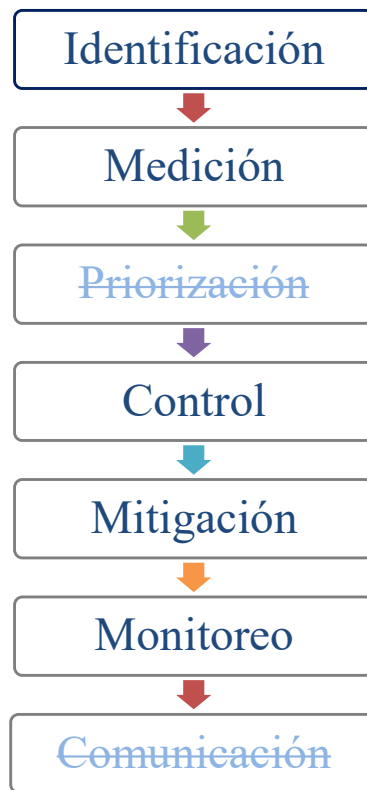 Identificación
Medición
Priorización
Control
Mitigación
Monitoreo
Comunicación